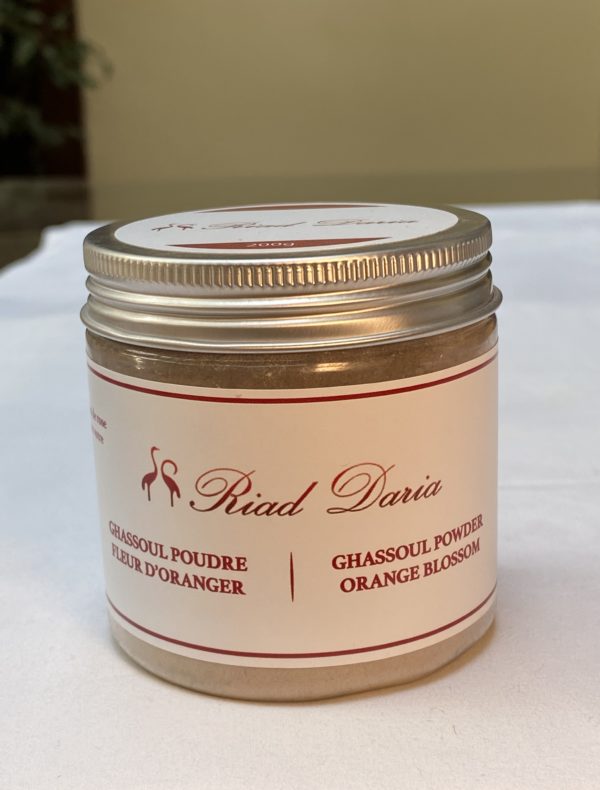 Riad Daria
200g
Riad Daria
GHASSOUL POUDRE
FLEUR D'ORANGER
GHASSOUL POWDER
ORANGE BLOSSOM